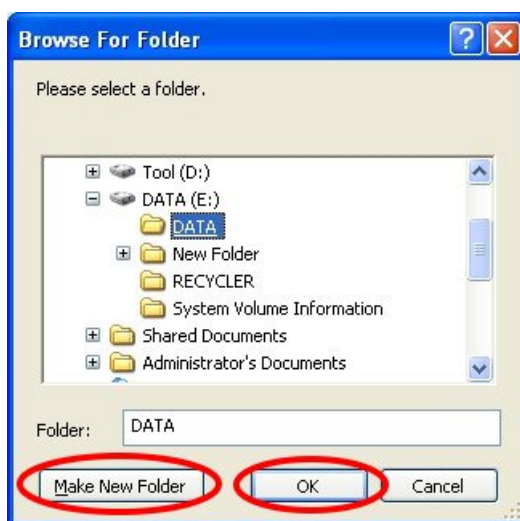 Browse For Folder
Please select a folder.
Tool (D:)
DATA (E:)
DATA
New Folder
RECYCLER
System Volume Information
Shared Documents
Administrator's Documents
Folder: DATA
Make New Folder OK Cancel